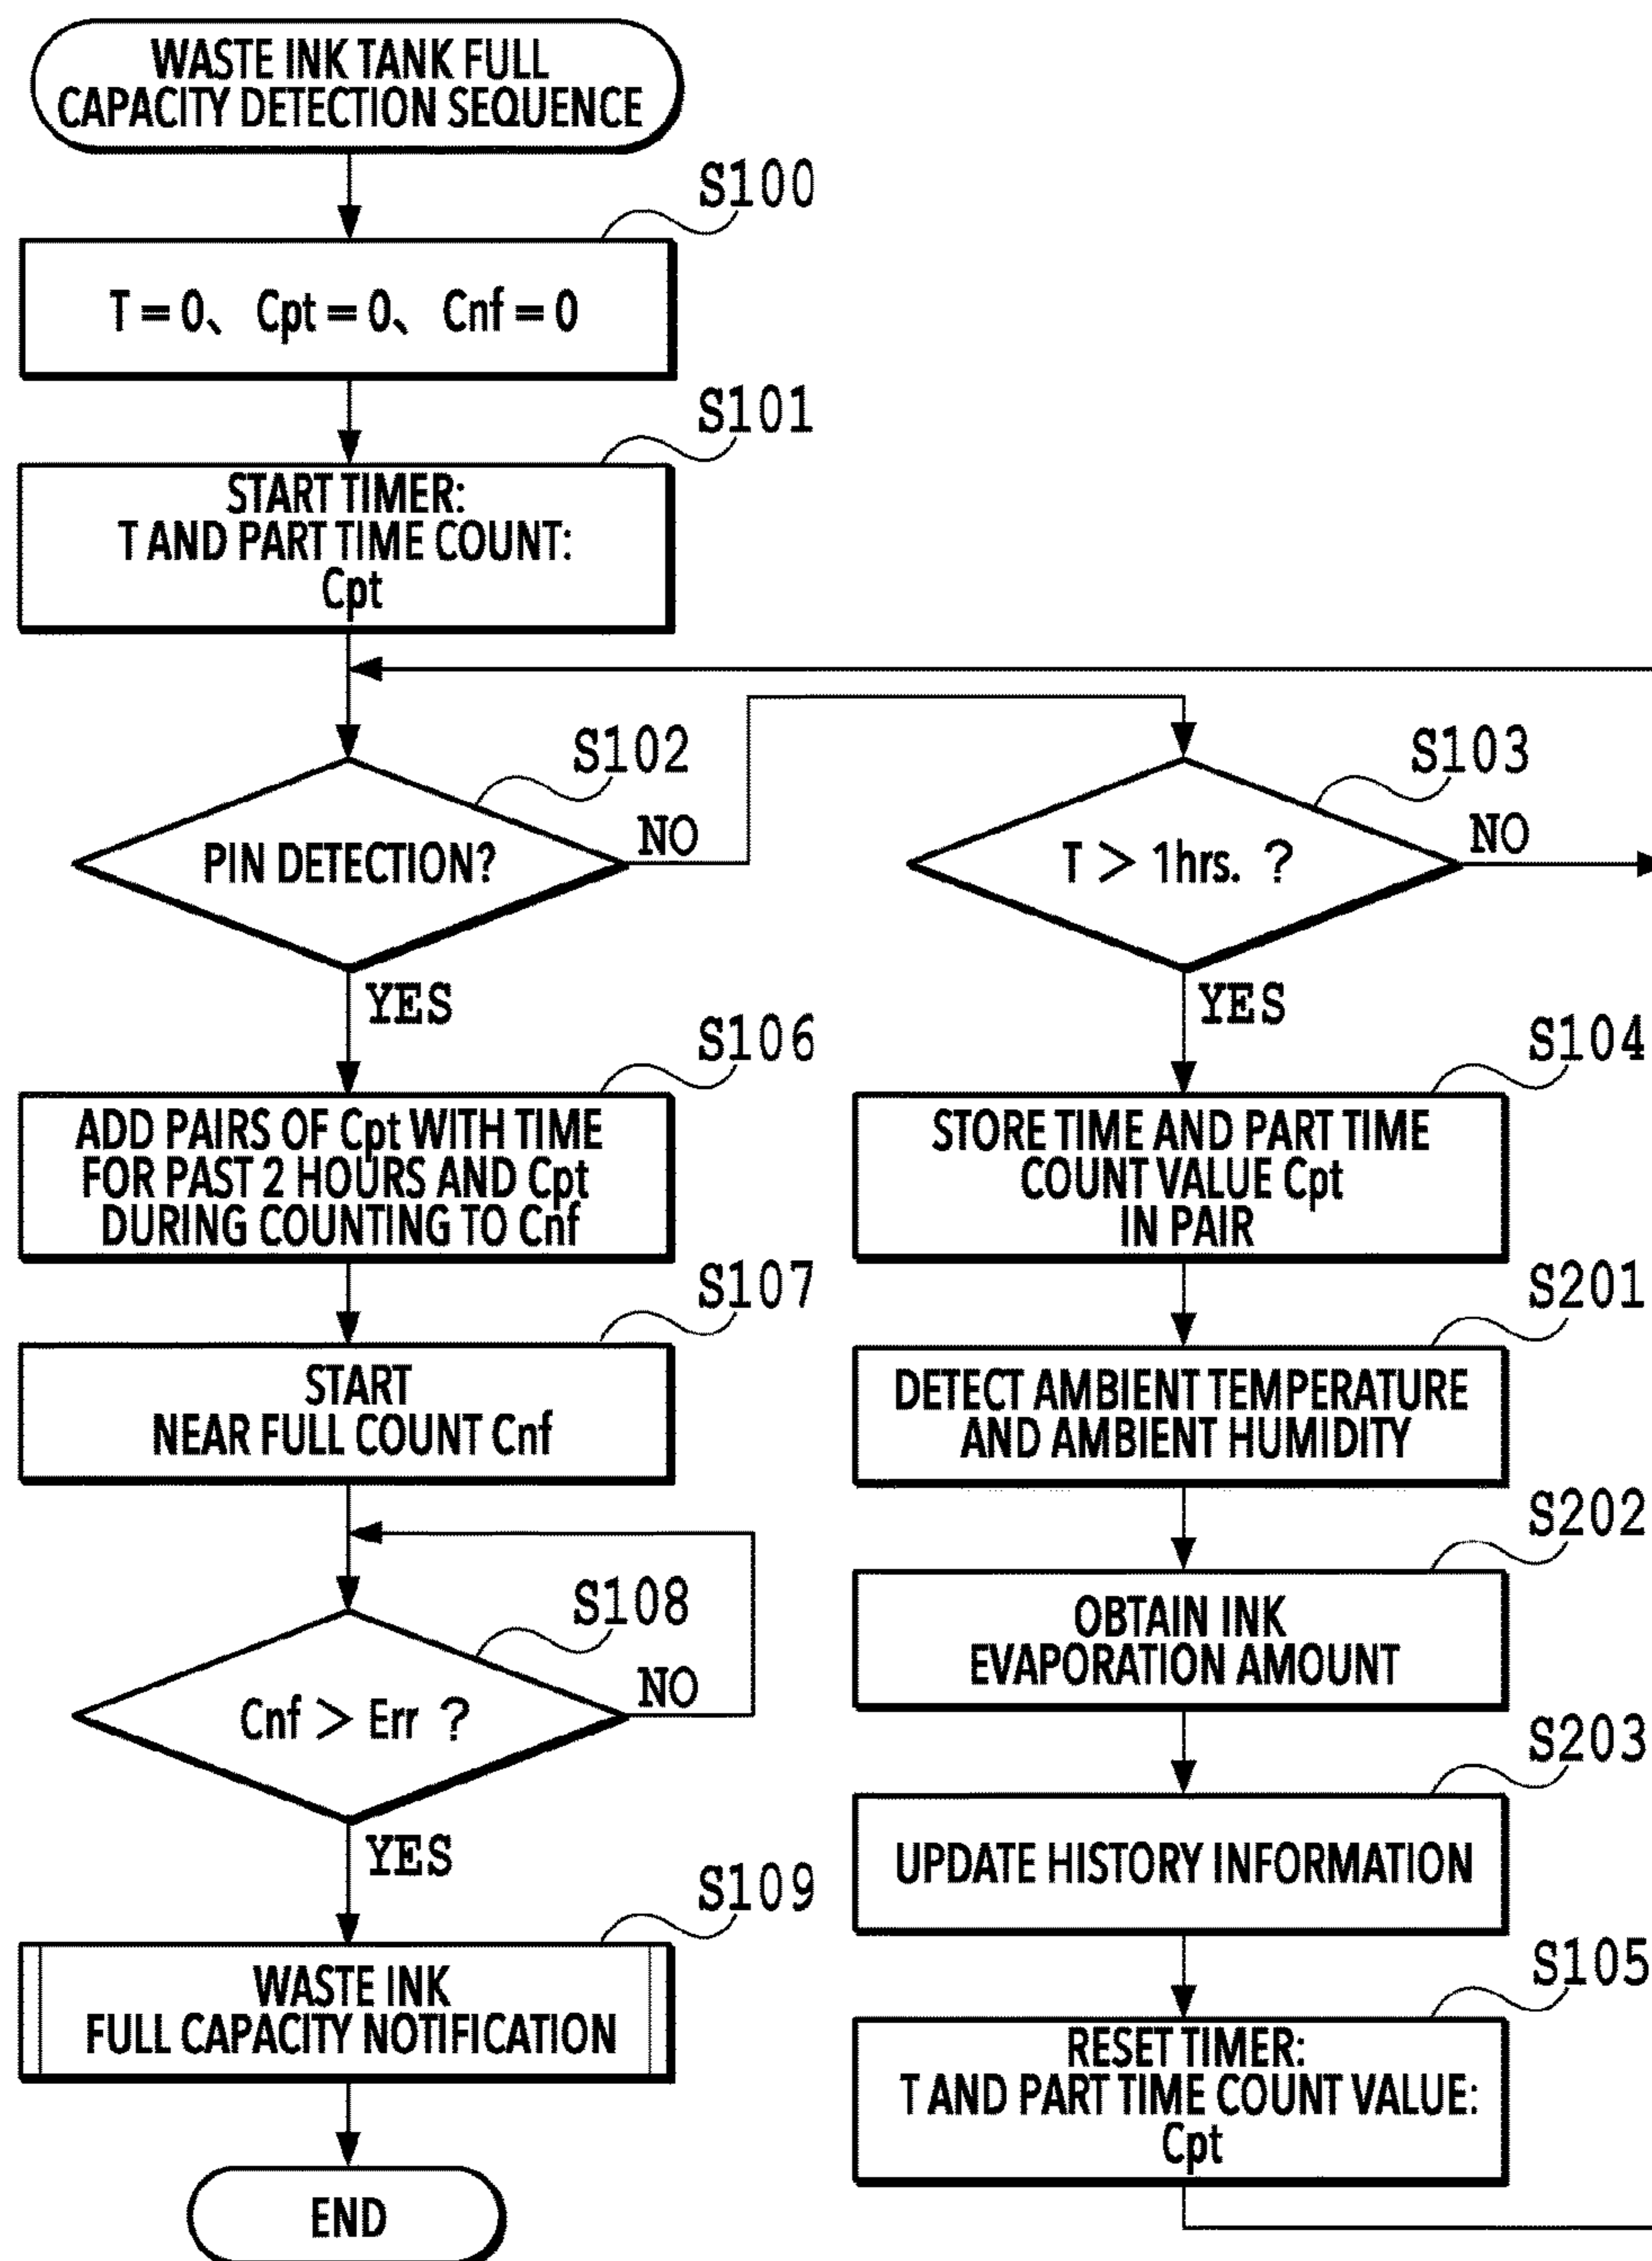 WASTE INK TANK FULL
CAPACITY DETECTION SEQUENCE
S100
T = 0、 Cpt = 0、 Cnf = 0
S101
START TIMER:
T AND PART TIME COUNT:
Cpt
S102
PIN DETECTION?
NO
YES
S103
T > 1hrs. ?
NO
YES
S106
ADD PAIRS OF Cpt WITH TIME
FOR PAST 2 HOURS AND Cpt
DURING COUNTING TO Cnf
S107
START
NEAR FULL COUNT Cnf
S108
Cnf > Err ?
NO
YES
S109
WASTE INK
FULL CAPACITY NOTIFICATION
END
S104
STORE TIME AND PART TIME
COUNT VALUE Cpt
IN PAIR
S201
DETECT AMBIENT TEMPERATURE
AND AMBIENT HUMIDITY
S202
OBTAIN INK
EVAPORATION AMOUNT
S203
UPDATE HISTORY INFORMATION
S105
RESET TIMER:
T AND PART TIME COUNT VALUE:
Cpt